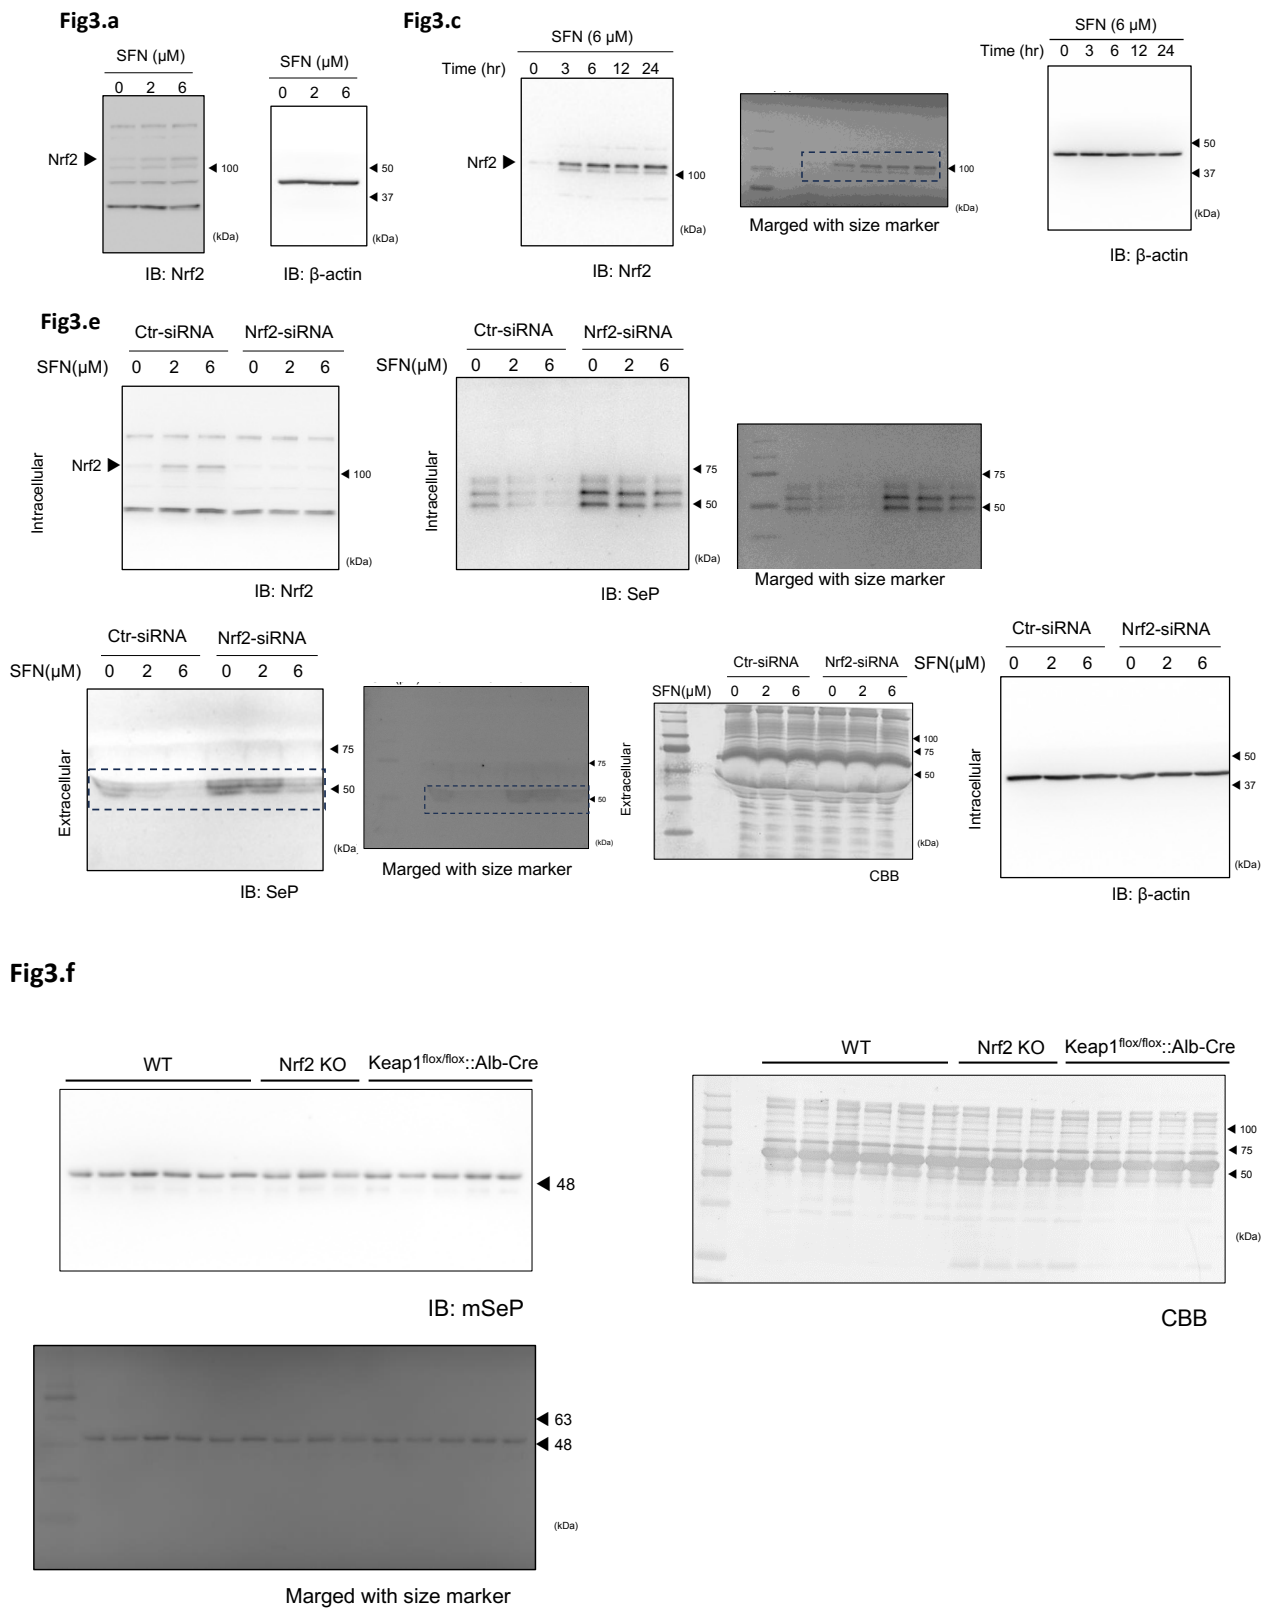 Fig3.a
SFN (μM)
0 2 6
Nrf2
100
(kDa)
IB: Nrf2
SFN (μM)
0 2 6
50
37
(kDa)
IB: β-actin
Fig3.c
SFN (6 μM)
Time (hr) 0 3 6 12 24
Nrf2
100
(kDa)
IB: Nrf2
100
(kDa)
Marged with size marker
SFN (6 μM)
Time (hr) 0 3 6 12 24
50
37
(kDa)
IB: β-actin
Fig3.e
Ctr-siRNA Nrf2-siRNA
SFN(μM) 0 2 6 0 2 6
Intracellular
Nrf2
100
(kDa)
IB: Nrf2
Ctr-siRNA Nrf2-siRNA
SFN(μM) 0 2 6 0 2 6
Intracellular
75
50
(kDa)
IB: SeP
75
50
Marged with size marker
Ctr-siRNA Nrf2-siRNA
SFN(μM) 0 2 6 0 2 6
Extracellular
75
50
(kDa
IB: SeP
75
50
(kDa)
Marged with size marker
Ctr-siRNA Nrf2-siRNA
SFN(μM) 0 2 6 0 2 6
Extracellular
100
75
50
(kDa)
CBB
Ctr-siRNA Nrf2-siRNA
SFN(μM) 0 2 6 0 2 6
Intracellular
50
37
(kDa)
IB: β-actin
Fig3.f
WT Nrf2 KO Keap1flox/flox::Alb-Cre
48
IB: mSeP
WT Nrf2 KO Keap1flox/flox::Alb-Cre
100
75
50
(kDa)
CBB
63
48
(kDa)
Marged with size marker